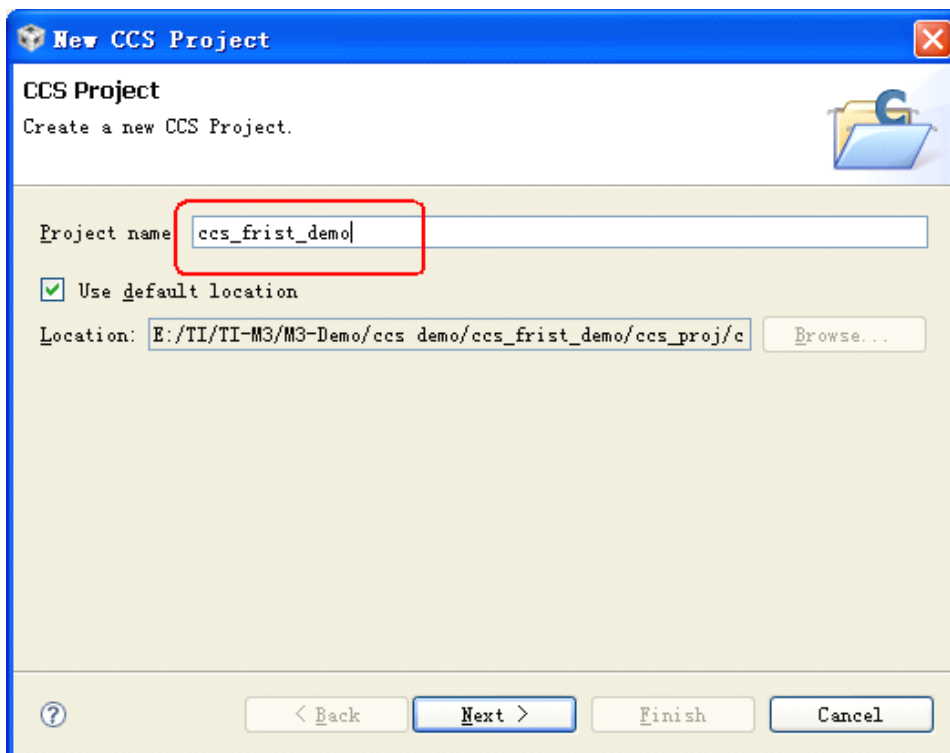 New CCS Project
CCS Project
Create a new CCS Project.
Project name ccs_frist_demo
Use default location
Location: E:/TI/TI-M3/M3-Demo/ccs demo/ccs_frist_demo/ccs_proj/c Browse...
< Back Next > Finish Cancel